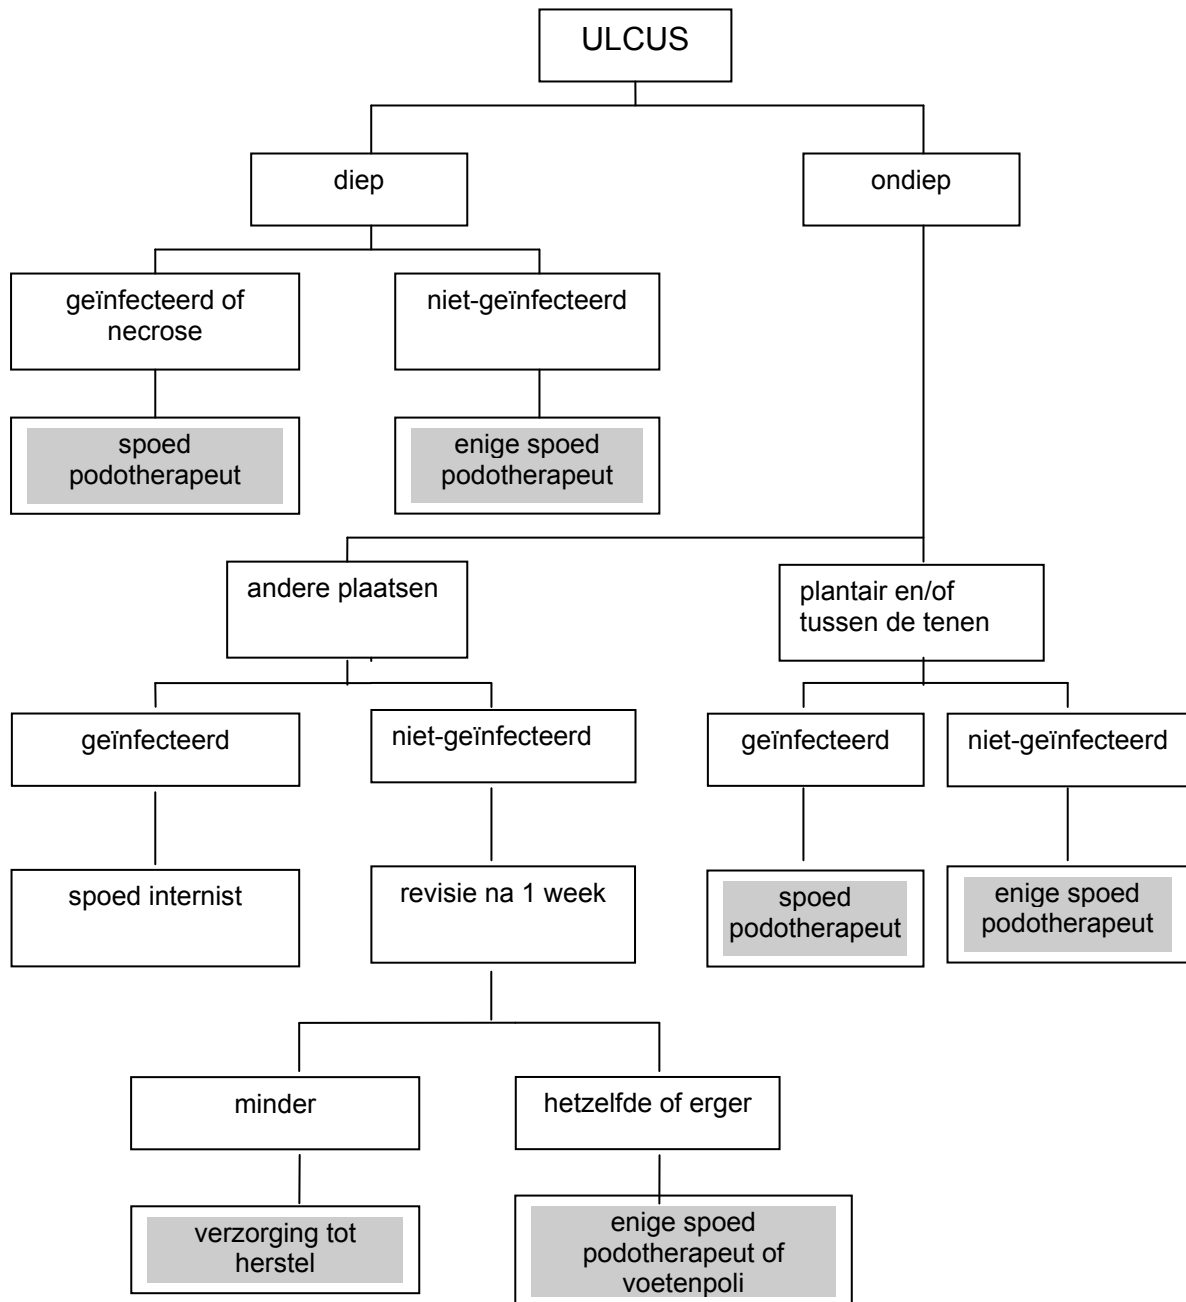 ULCUS
diep
ondiep
geïnfecteerd of
necrose
niet-geïnfecteerd
spoed
podotherapeut
enige spoed
podotherapeut
andere plaatsen
plantair en/of
tussen de tenen
geïnfecteerd
niet-geïnfecteerd
geïnfecteerd
niet-geïnfecteerd
spoed internist
revisie na 1 week
spoed
podotherapeut
enige spoed
podotherapeut
minder
hetzelfde of erger
verzorging tot
herstel
enige spoed
podotherapeut of
voetenpoli